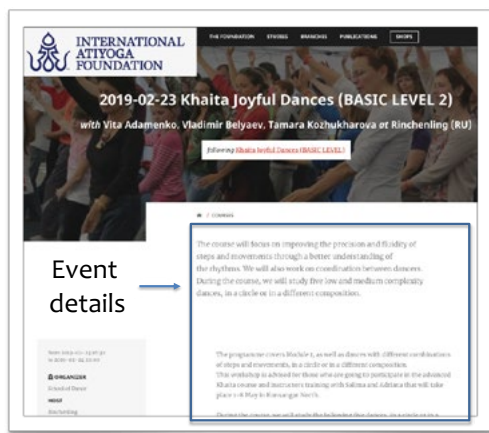 INTERNATIONAL
ATIYOGA
FOUNDATION
THE FOUNDATION STUDIES BRANCHES PUBLICATIONS SHOPS
2019-02-23 Khaita Joyful Dances (BASIC LEVEL 2)
with Vita Adamenko, Vladimir Belyaev, Tamara Kozhukharova at Rinchenling (RU)
following Khaita Joyful Dances (BASIC LEVEL)
/ COURSES
The course will focus on improving the precision and fluidity of
steps and movements through a better understanding of
the rhythms. We will also work on coordination between dancers.
During the course, we will study five low and medium complexity
dances, in a circle or in a different composition.
Event
details
The programme covers Module 1, as well as dances with different combinations
of steps and movements, in a circle or in a different composition.
This workshop is advised for those who are going to participate in the advanced
Khaita course and instructors training with Salima and Adriana that will take
place 1-8 May in Kunsangar North.
ORGANIZER
HOST
Rinchenling
During the course we will study the following five dances, in a circle or in a